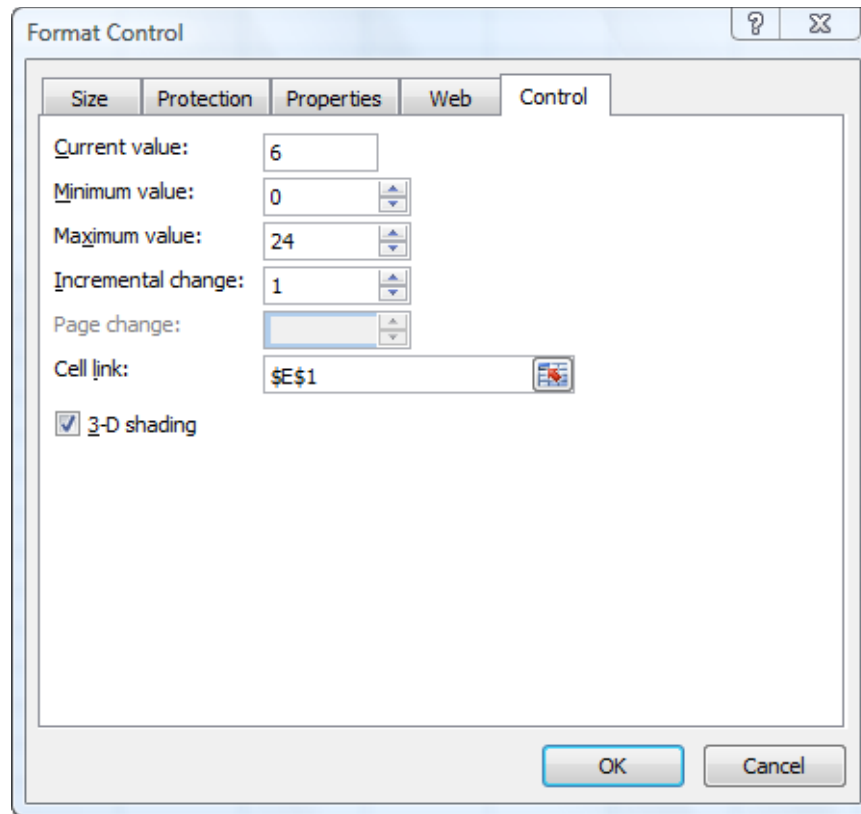 Format Control
Size Protection Properties Web Control
Current value: 6
Minimum value: 0
Maximum value: 24
Incremental change: 1
Page change:
Cell link: $E$1
3-D shading
OK Cancel